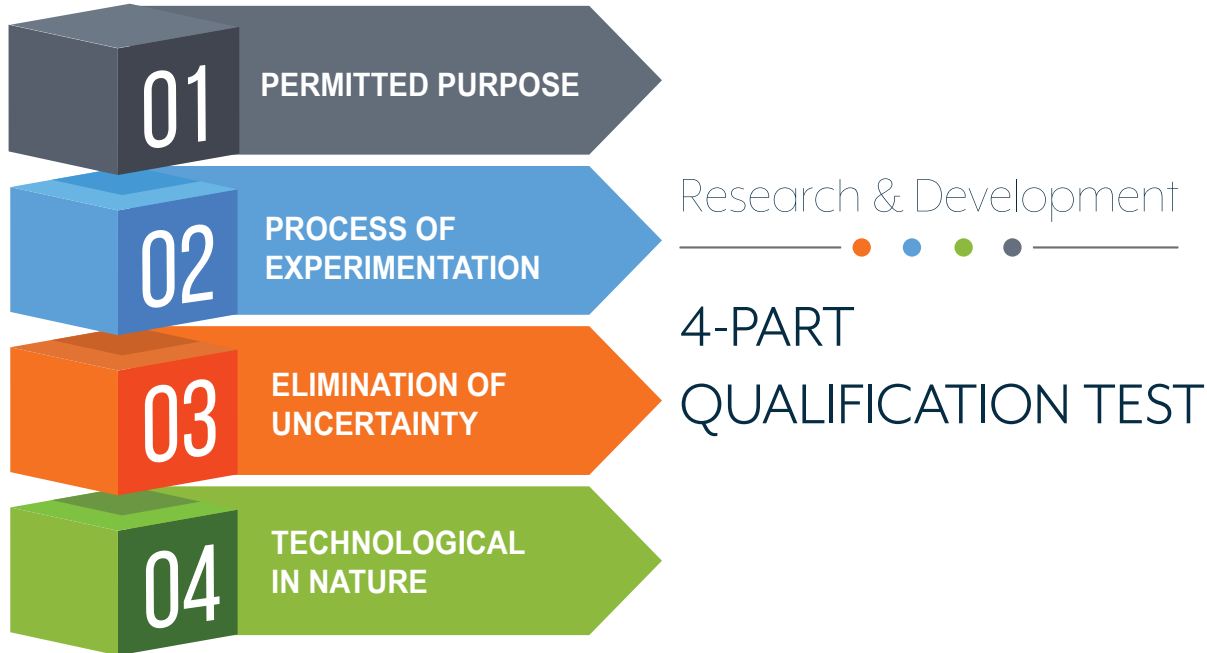 01
PERMITTED PURPOSE
02
PROCESS OF
EXPERIMENTATION
03
ELIMINATION OF
UNCERTAINTY
04
TECHNOLOGICAL
IN NATURE
Research & Development
4-PART
QUALIFICATION TEST